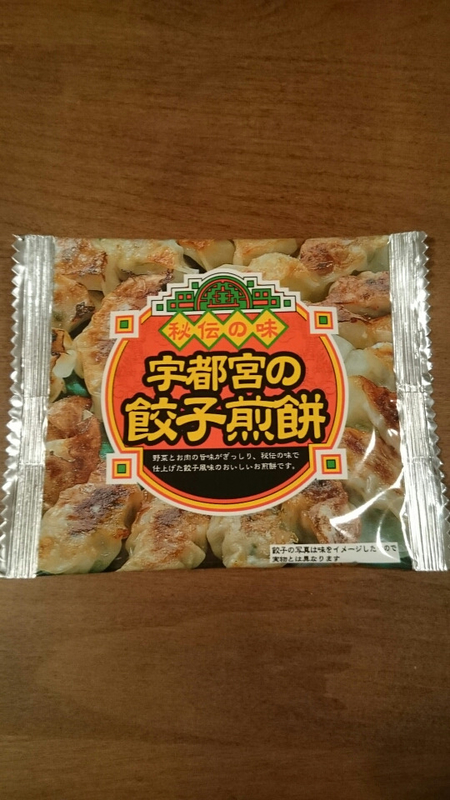 秘伝の味
宇都宮の
餃子煎餅
野菜とお肉の旨味がぎっしり、秘伝の味で
仕上げた餃子風味のおいしいお煎餅です。
餃子の写真は味をイメージしたもので
実物とは異なります